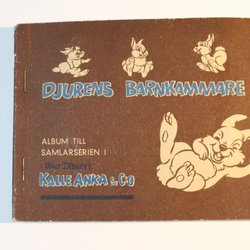 DJURENS BARNKAMMARE
ALBUM TILL
SAMLARSERIEN I
WALT DISNEY'S
KALLE ANKA & C:O